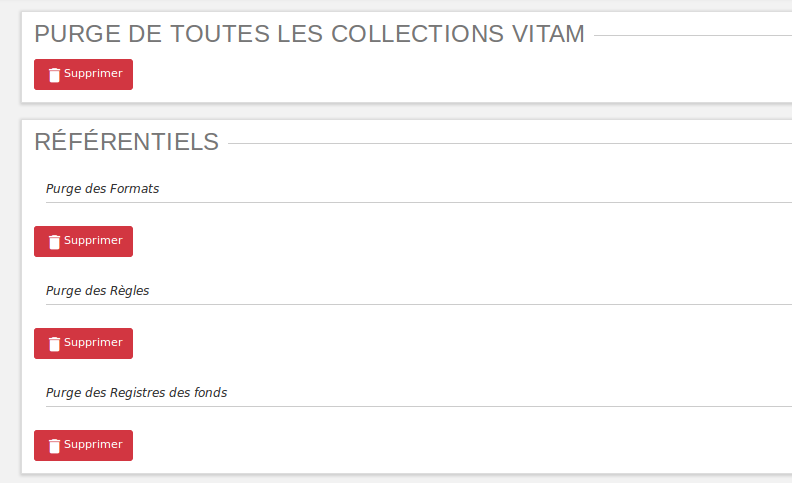 PURGE DE TOUTES LES COLLECTIONS VITAM
Supprimer
RÉFÉRENTIELS
Purge des Formats
Supprimer
Purge des Règles
Supprimer
Purge des Registres des fonds
Supprimer